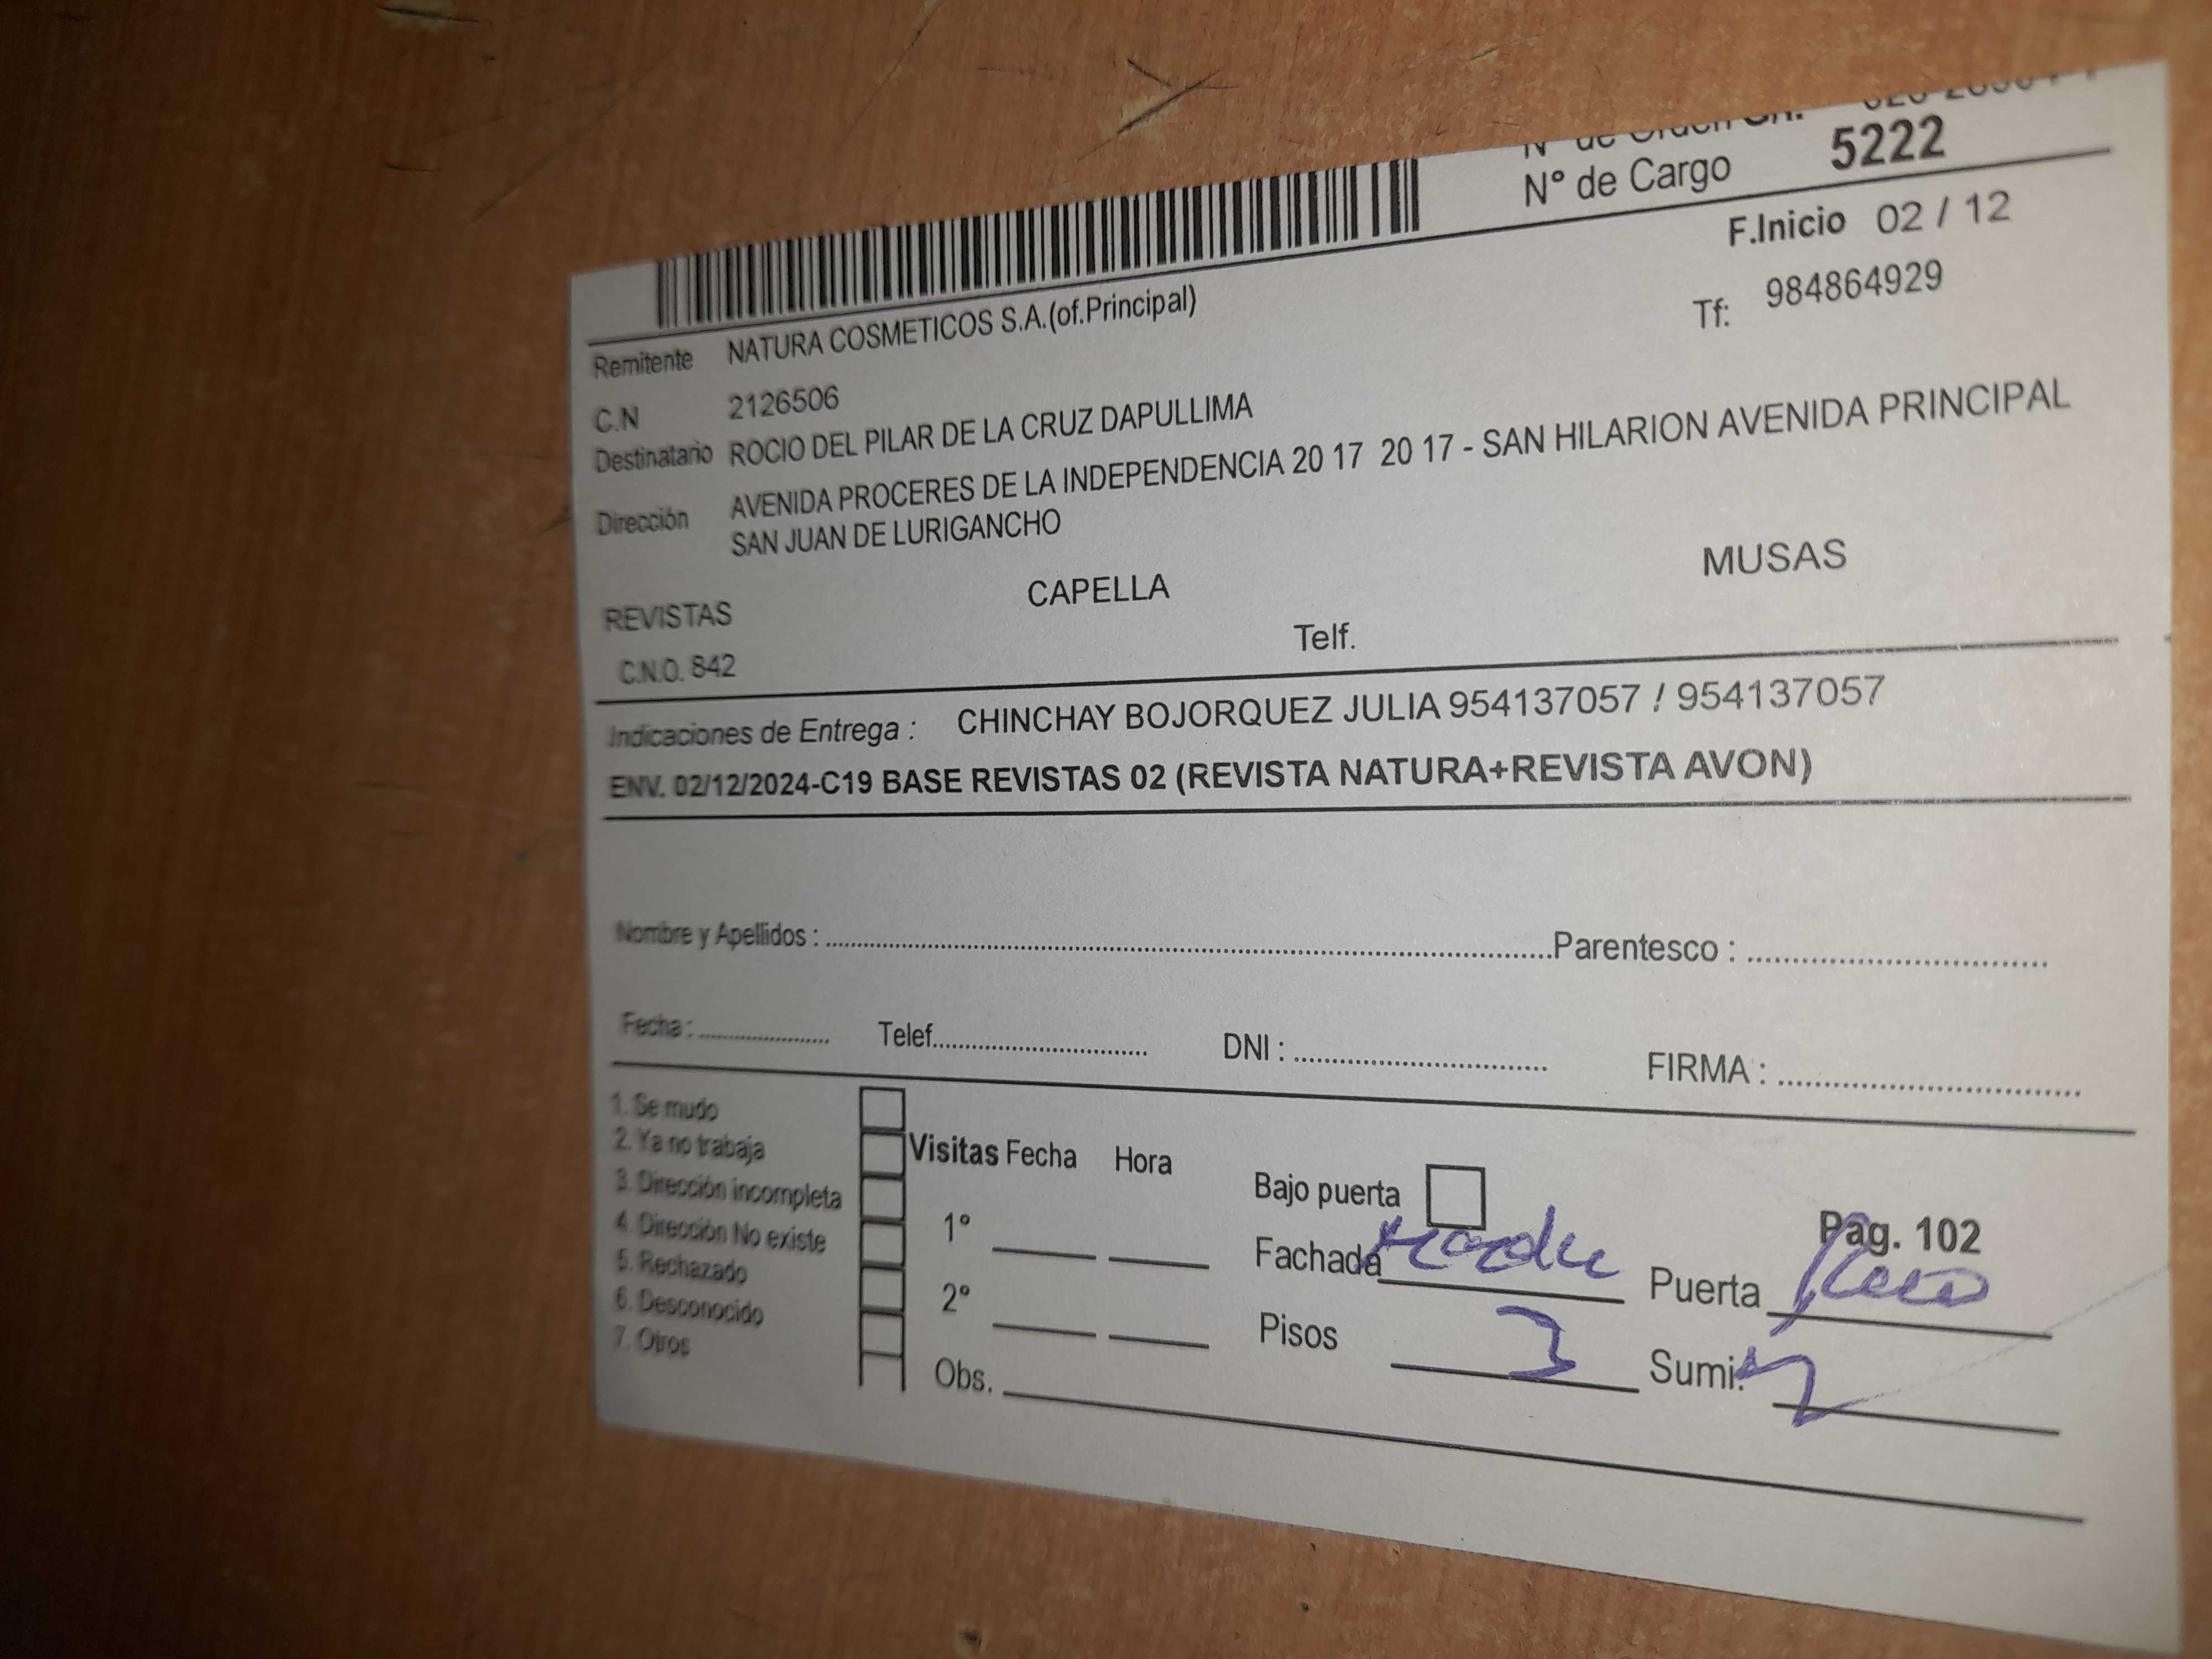 N° de Orden
N° de Cargo 5222
F.Inicio 02 / 12
Remitente NATURA COSMETICOS S.A.(of.Principal) Tf: 984864929
C.N 2126506
Destinatario ROCIO DEL PILAR DE LA CRUZ DAPULLIMA
Dirección AVENIDA PROCERES DE LA INDEPENDENCIA 20 17 20 17 - SAN HILARION AVENIDA PRINCIPAL
SAN JUAN DE LURIGANCHO
REVISTAS CAPELLA MUSAS
C.N.O. 842 Telf.
Indicaciones de Entrega : CHINCHAY BOJORQUEZ JULIA 954137057 / 954137057
ENV. 02/12/2024-C19 BASE REVISTAS 02 (REVISTA NATURA+REVISTA AVON)
Nombre y Apellidos : Parentesco :
Fecha : Telef. DNI : FIRMA :
1. Se mudo
2. Ya no trabaja
3. Dirección incompleta
4. Dirección No existe
5. Rechazado
6. Desconocido
7. Otros
Visitas Fecha Hora
1°
2°
Obs.
Bajo puerta Pag. 102
Fachada Puerta
Pisos 3 Sumi.